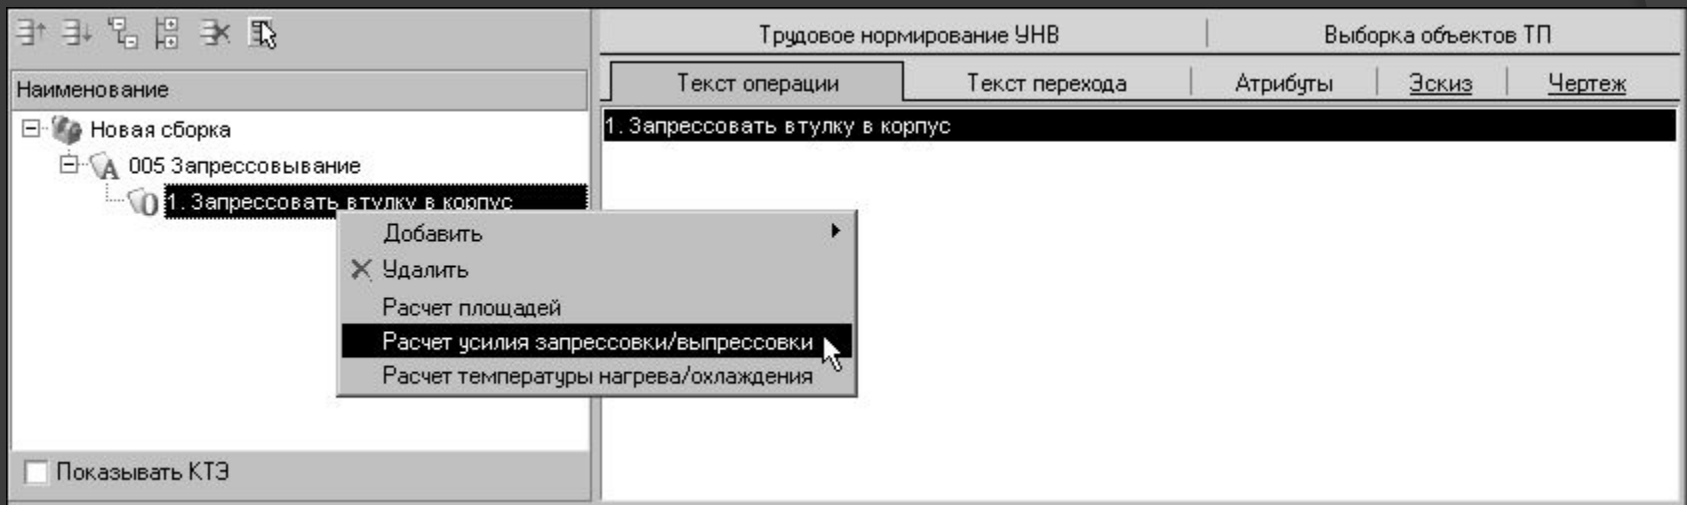 Трудовое нормирование УНВ
Выборка объектов ТП
Наименование
Текст операции
Текст перехода
Атрибуты
Эскиз
Чертеж
Новая сборка
005 Запрессовывание
1. Запрессовать втулку в корпус
1. Запрессовать втулку в корпус
Добавить
Удалить
Расчет площадей
Расчет усилия запрессовки/выпрессовки
Расчет температуры нагрева/охлаждения
Показывать КТЭ